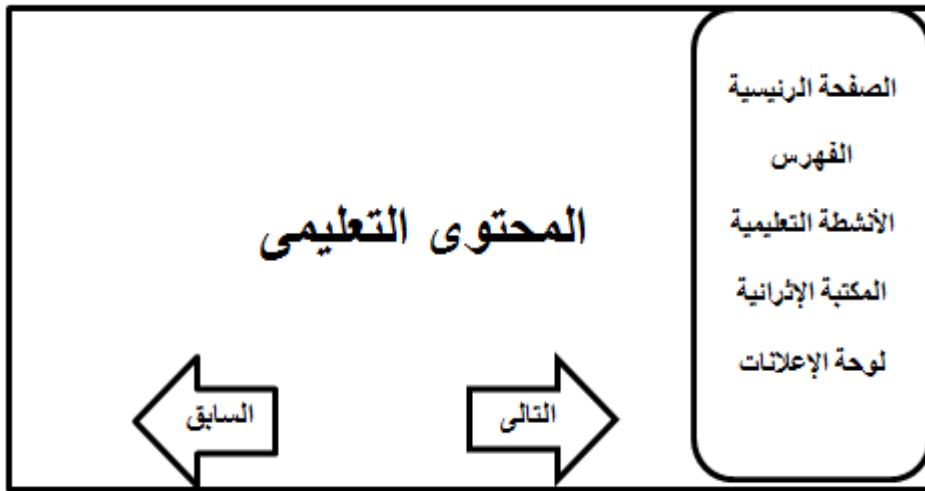 الصفحة الرئيسية
الفهرس
الأنشطة التعليمية
المكتبة الإثرائية
لوحة الإعلانات
المحتوى التعليمى
التالى
السابق